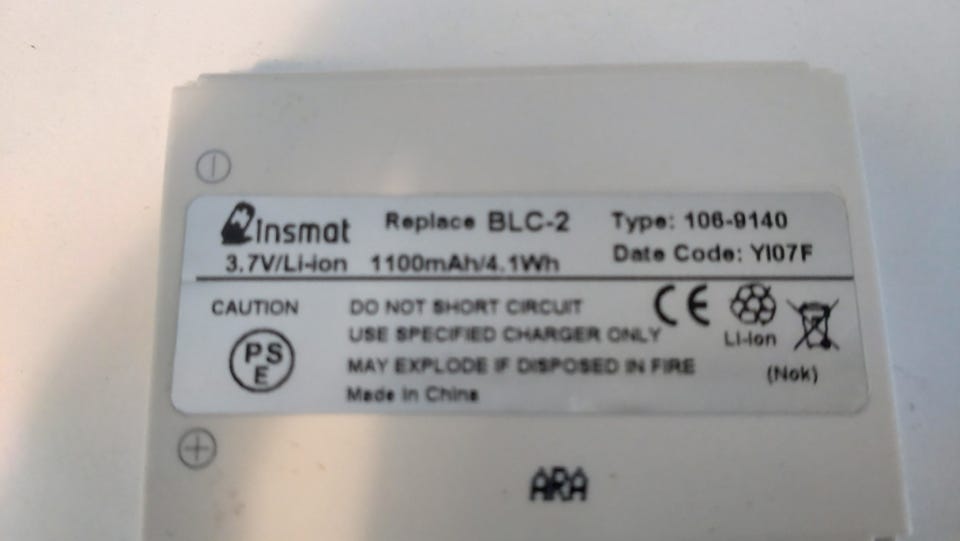 Insmat Replace BLC-2 Type: 106-9140
3.7V/Li-ion 1100mAh/4.1Wh Date Code: YI07F
CAUTION DO NOT SHORT CIRCUIT CE
USE SPECIFIED CHARGER ONLY Li-ion
PS
E
MAY EXPLODE IF DISPOSED IN FIRE (Nok)
Made in China
ARA